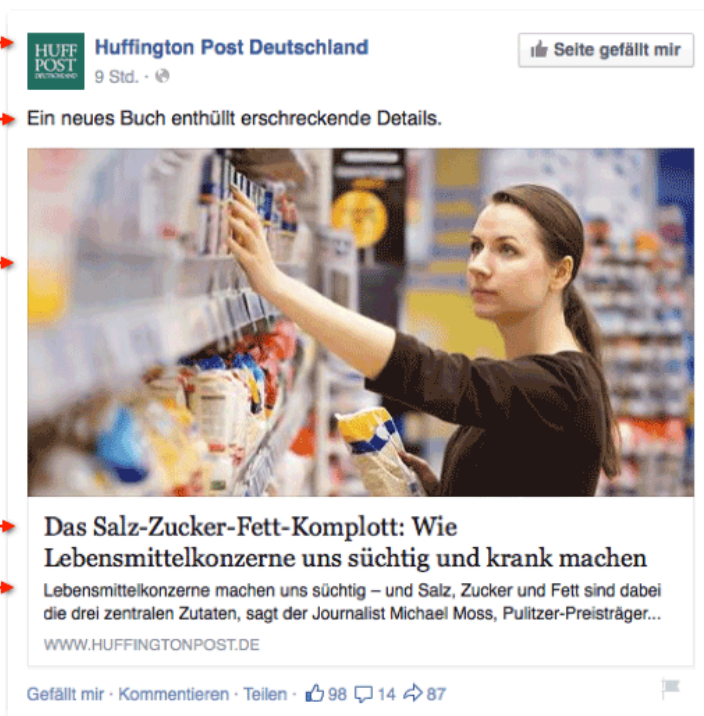 HUFF
POST
DEUTSCHLAND
Huffington Post Deutschland
9 Std. ·
Seite gefällt mir
Ein neues Buch enthüllt erschreckende Details.
Das Salz-Zucker-Fett-Komplott: Wie
Lebensmittelkonzerne uns süchtig und krank machen
Lebensmittelkonzerne machen uns süchtig – und Salz, Zucker und Fett sind dabei
die drei zentralen Zutaten, sagt der Journalist Michael Moss, Pulitzer-Preisträger...
WWW.HUFFINGTONPOST.DE
Gefällt mir · Kommentieren · Teilen · 98 14 87